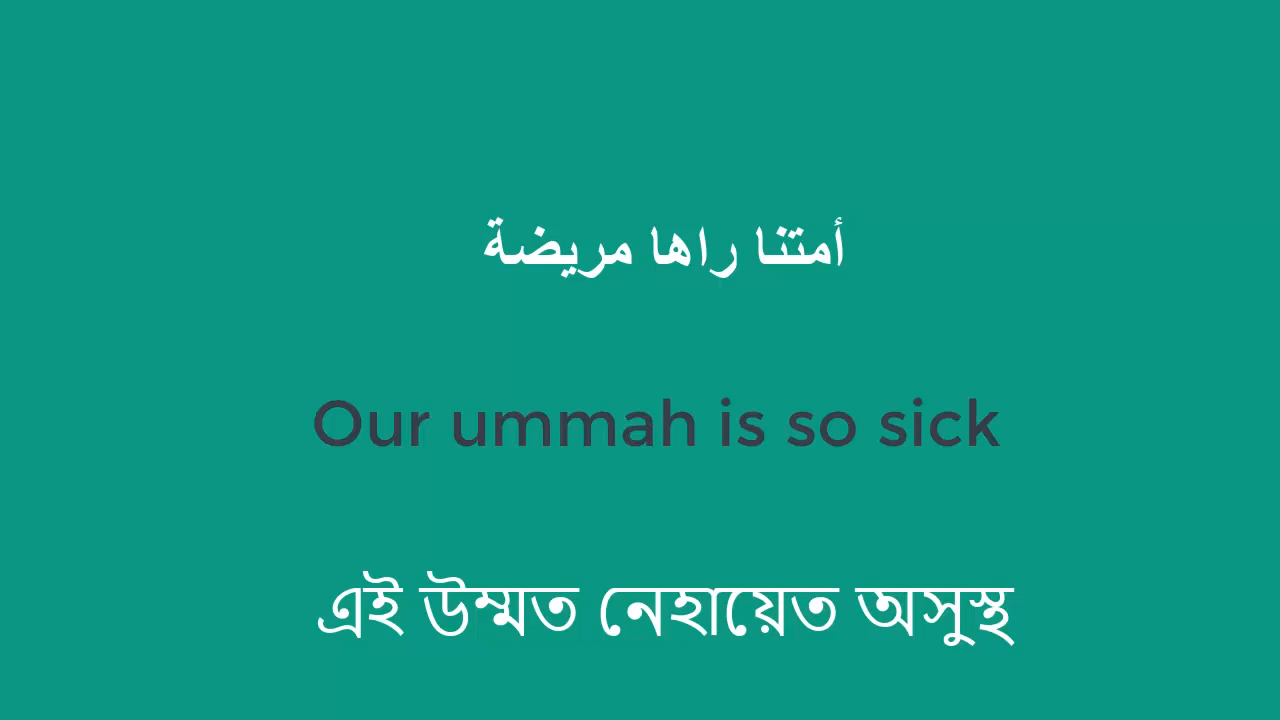 أمتنا راها مريضة
Our ummah is so sick
এই উম্মত নেহায়েত অসুস্থ